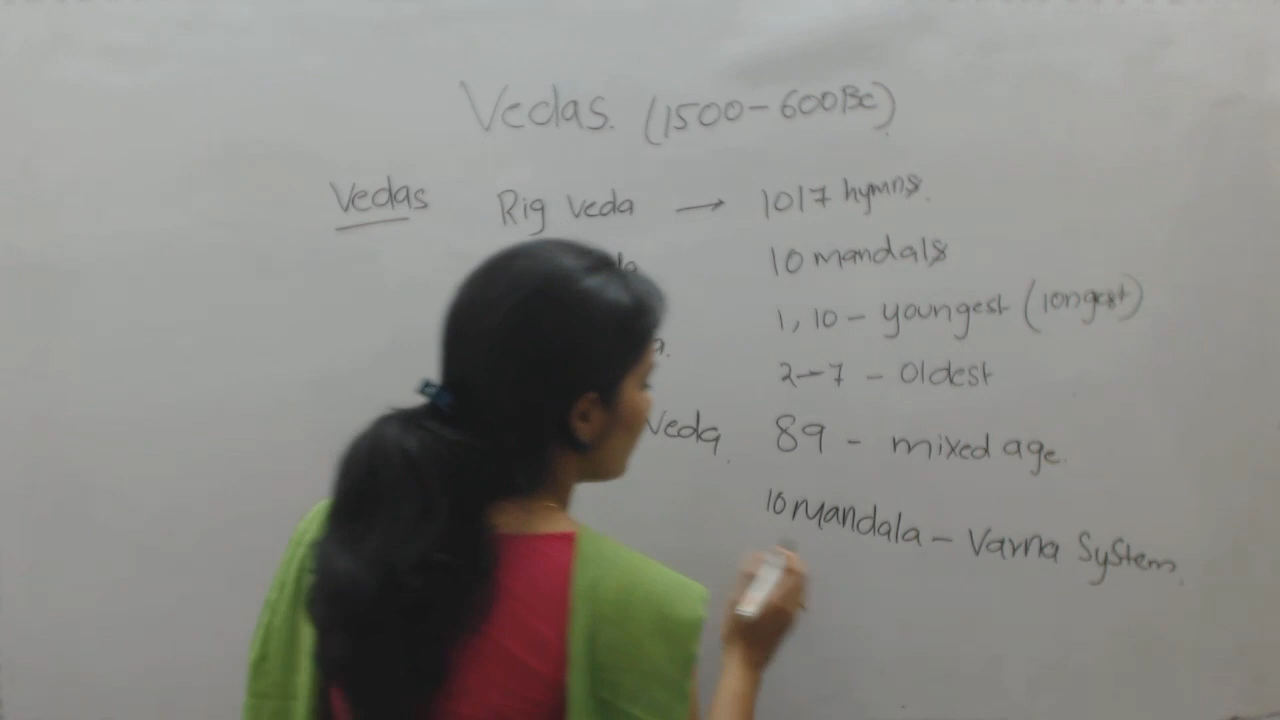 Vedas. (1500-600BC)
Vedas Rig Veda → 1017 hymns.
10 mandals
1, 10 - youngest (longest)
2-7 - Oldest
Veda. 89 - mixed age.
10 Mandala - Varna System.